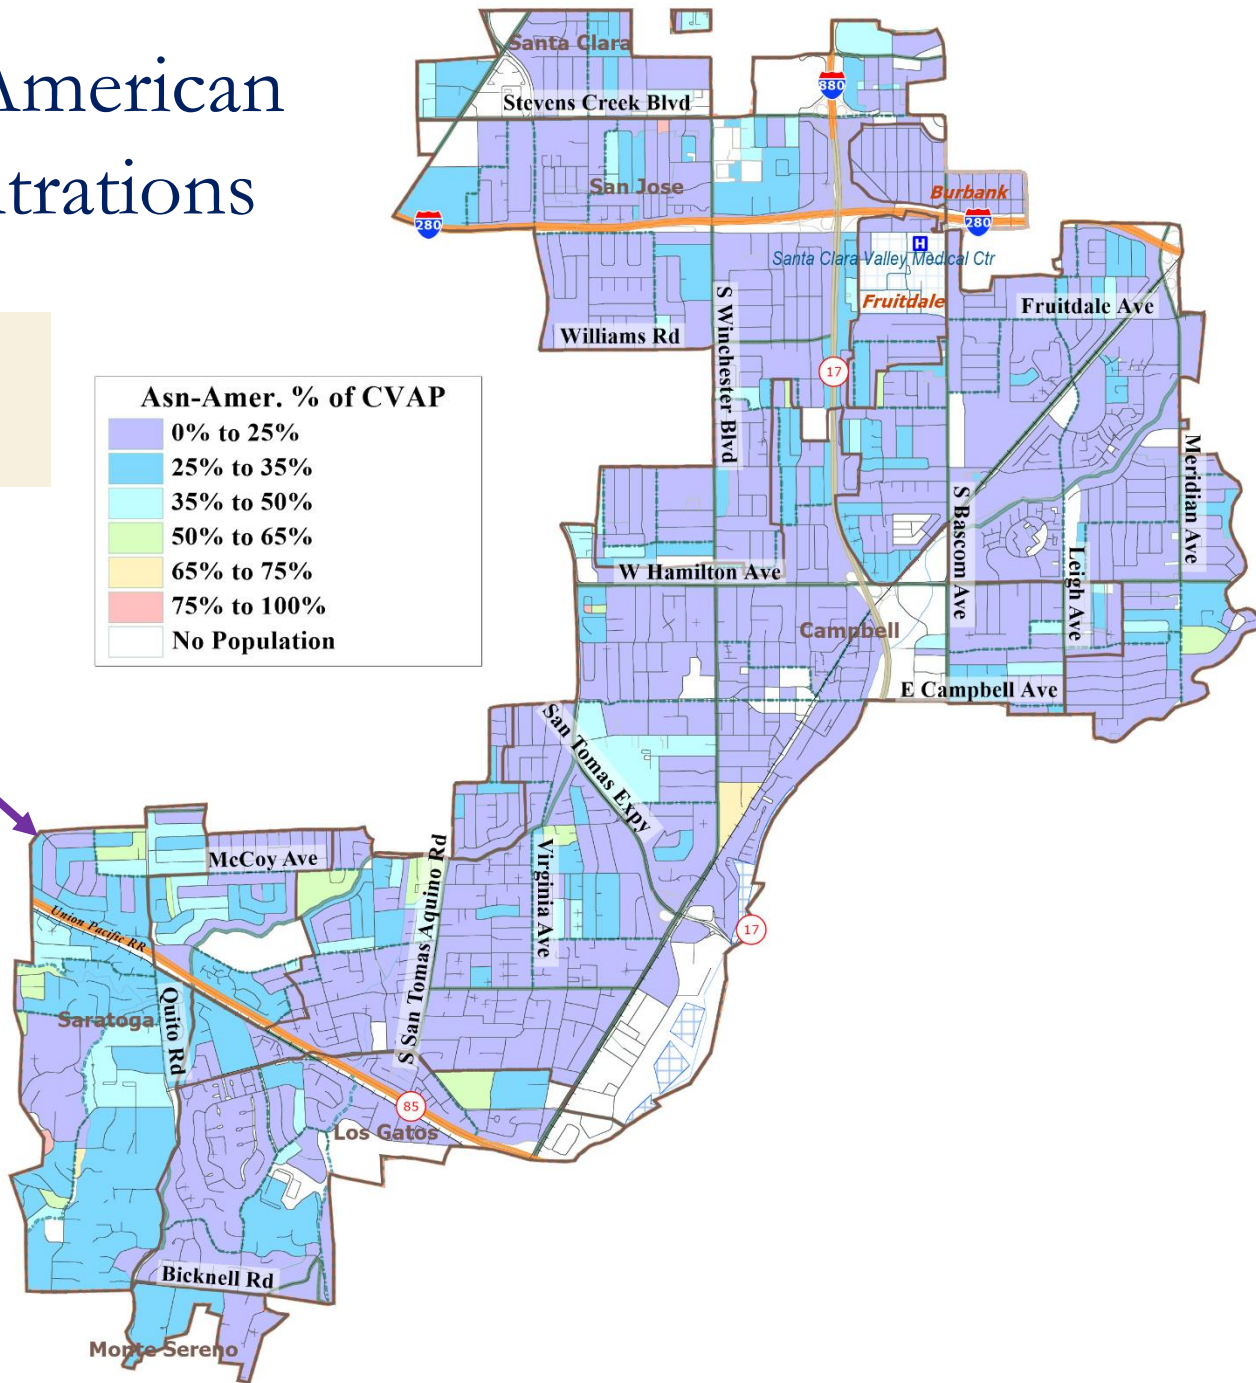 American
trations
Asn-Amer. % of CVAP
0% to 25%
25% to 35%
35% to 50%
50% to 65%
65% to 75%
75% to 100%
No Population
Santa Clara
880
Stevens Creek Blvd
San Jose
Burbank
280
280
H
Santa Clara Valley Medical Ctr
Fruitdale
Fruitdale Ave
Williams Rd
S Winchester Blvd
17
Meridian Ave
S Bascom Ave
Leigh Ave
W Hamilton Ave
Campbell
E Campbell Ave
San Tomas Expy
McCoy Ave
Virginia Ave
S San Tomas Aquino Rd
Union Pacific RR
17
Quito Rd
Saratoga
85
Los Gatos
Bicknell Rd
Monte Sereno